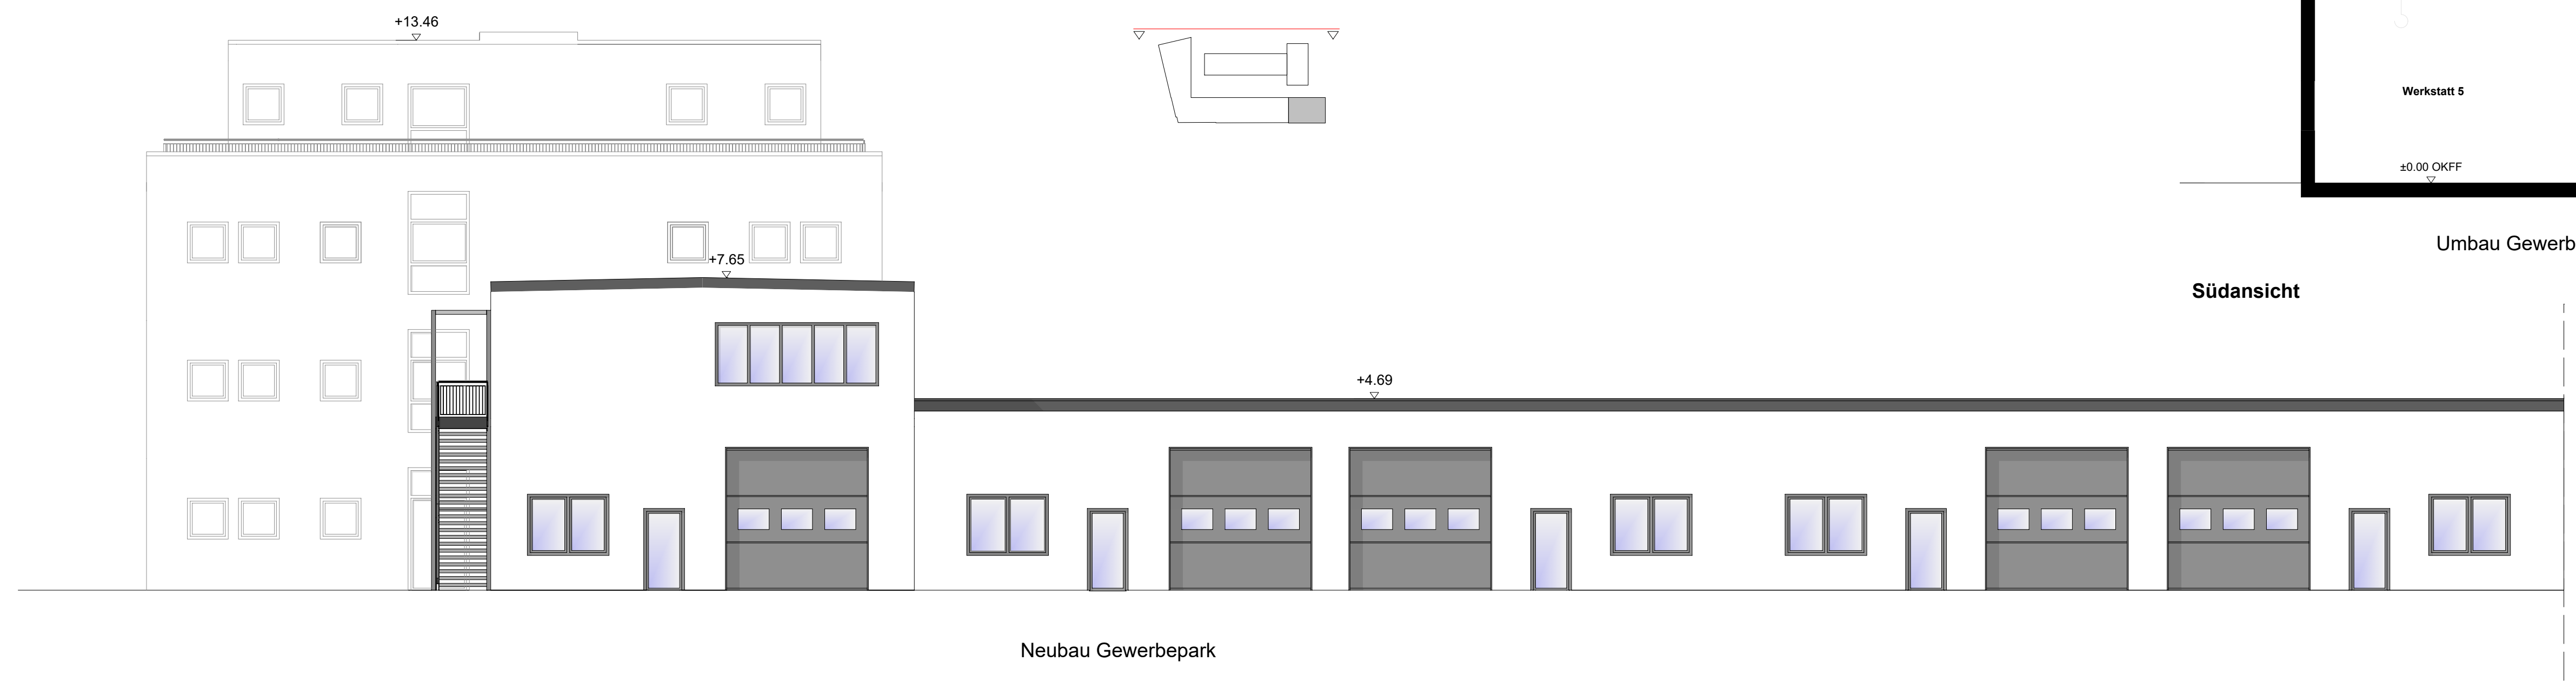 +13.46
Werkstatt 5
±0.00 OKFF
Umbau Gewerb
+7.65
Südansicht
+4.69
Neubau Gewerbepark